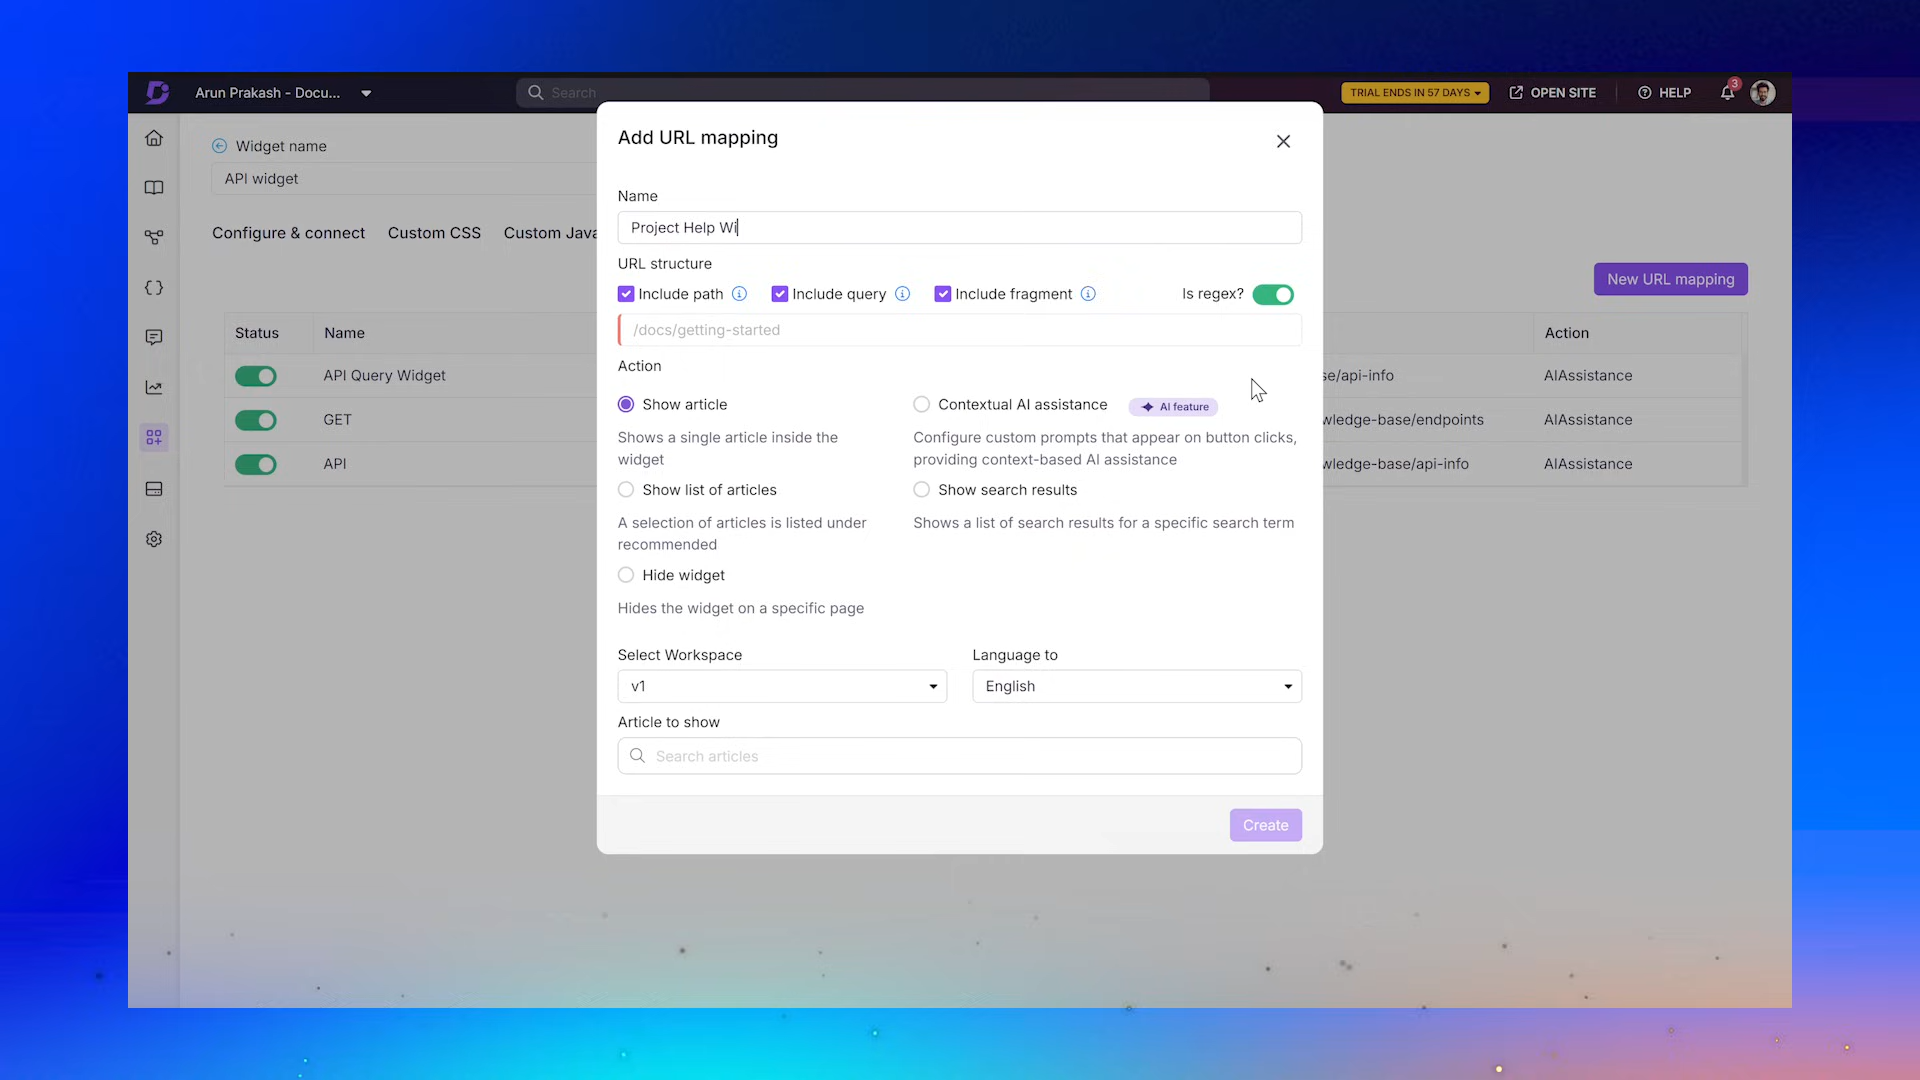 Arun Prakash - Docu...
Search
TRIAL ENDS IN 57 DAYS
OPEN SITE
HELP
3
Widget name
API widget
Configure & connect
Custom CSS
Custom Java
New URL mapping
Status
Name
Action
API Query Widget
se/api-info
AIAssistance
GET
wledge-base/endpoints
AIAssistance
API
wledge-base/api-info
AIAssistance
Add URL mapping
Name
Project Help Wi
URL structure
Include path
Include query
Include fragment
Is regex?
/docs/getting-started
Action
Show article
Shows a single article inside the
widget
Contextual AI assistance
AI feature
Configure custom prompts that appear on button clicks,
providing context-based AI assistance
Show list of articles
A selection of articles is listed under
recommended
Show search results
Shows a list of search results for a specific search term
Hide widget
Hides the widget on a specific page
Select Workspace
v1
Language to
English
Article to show
Search articles
Create